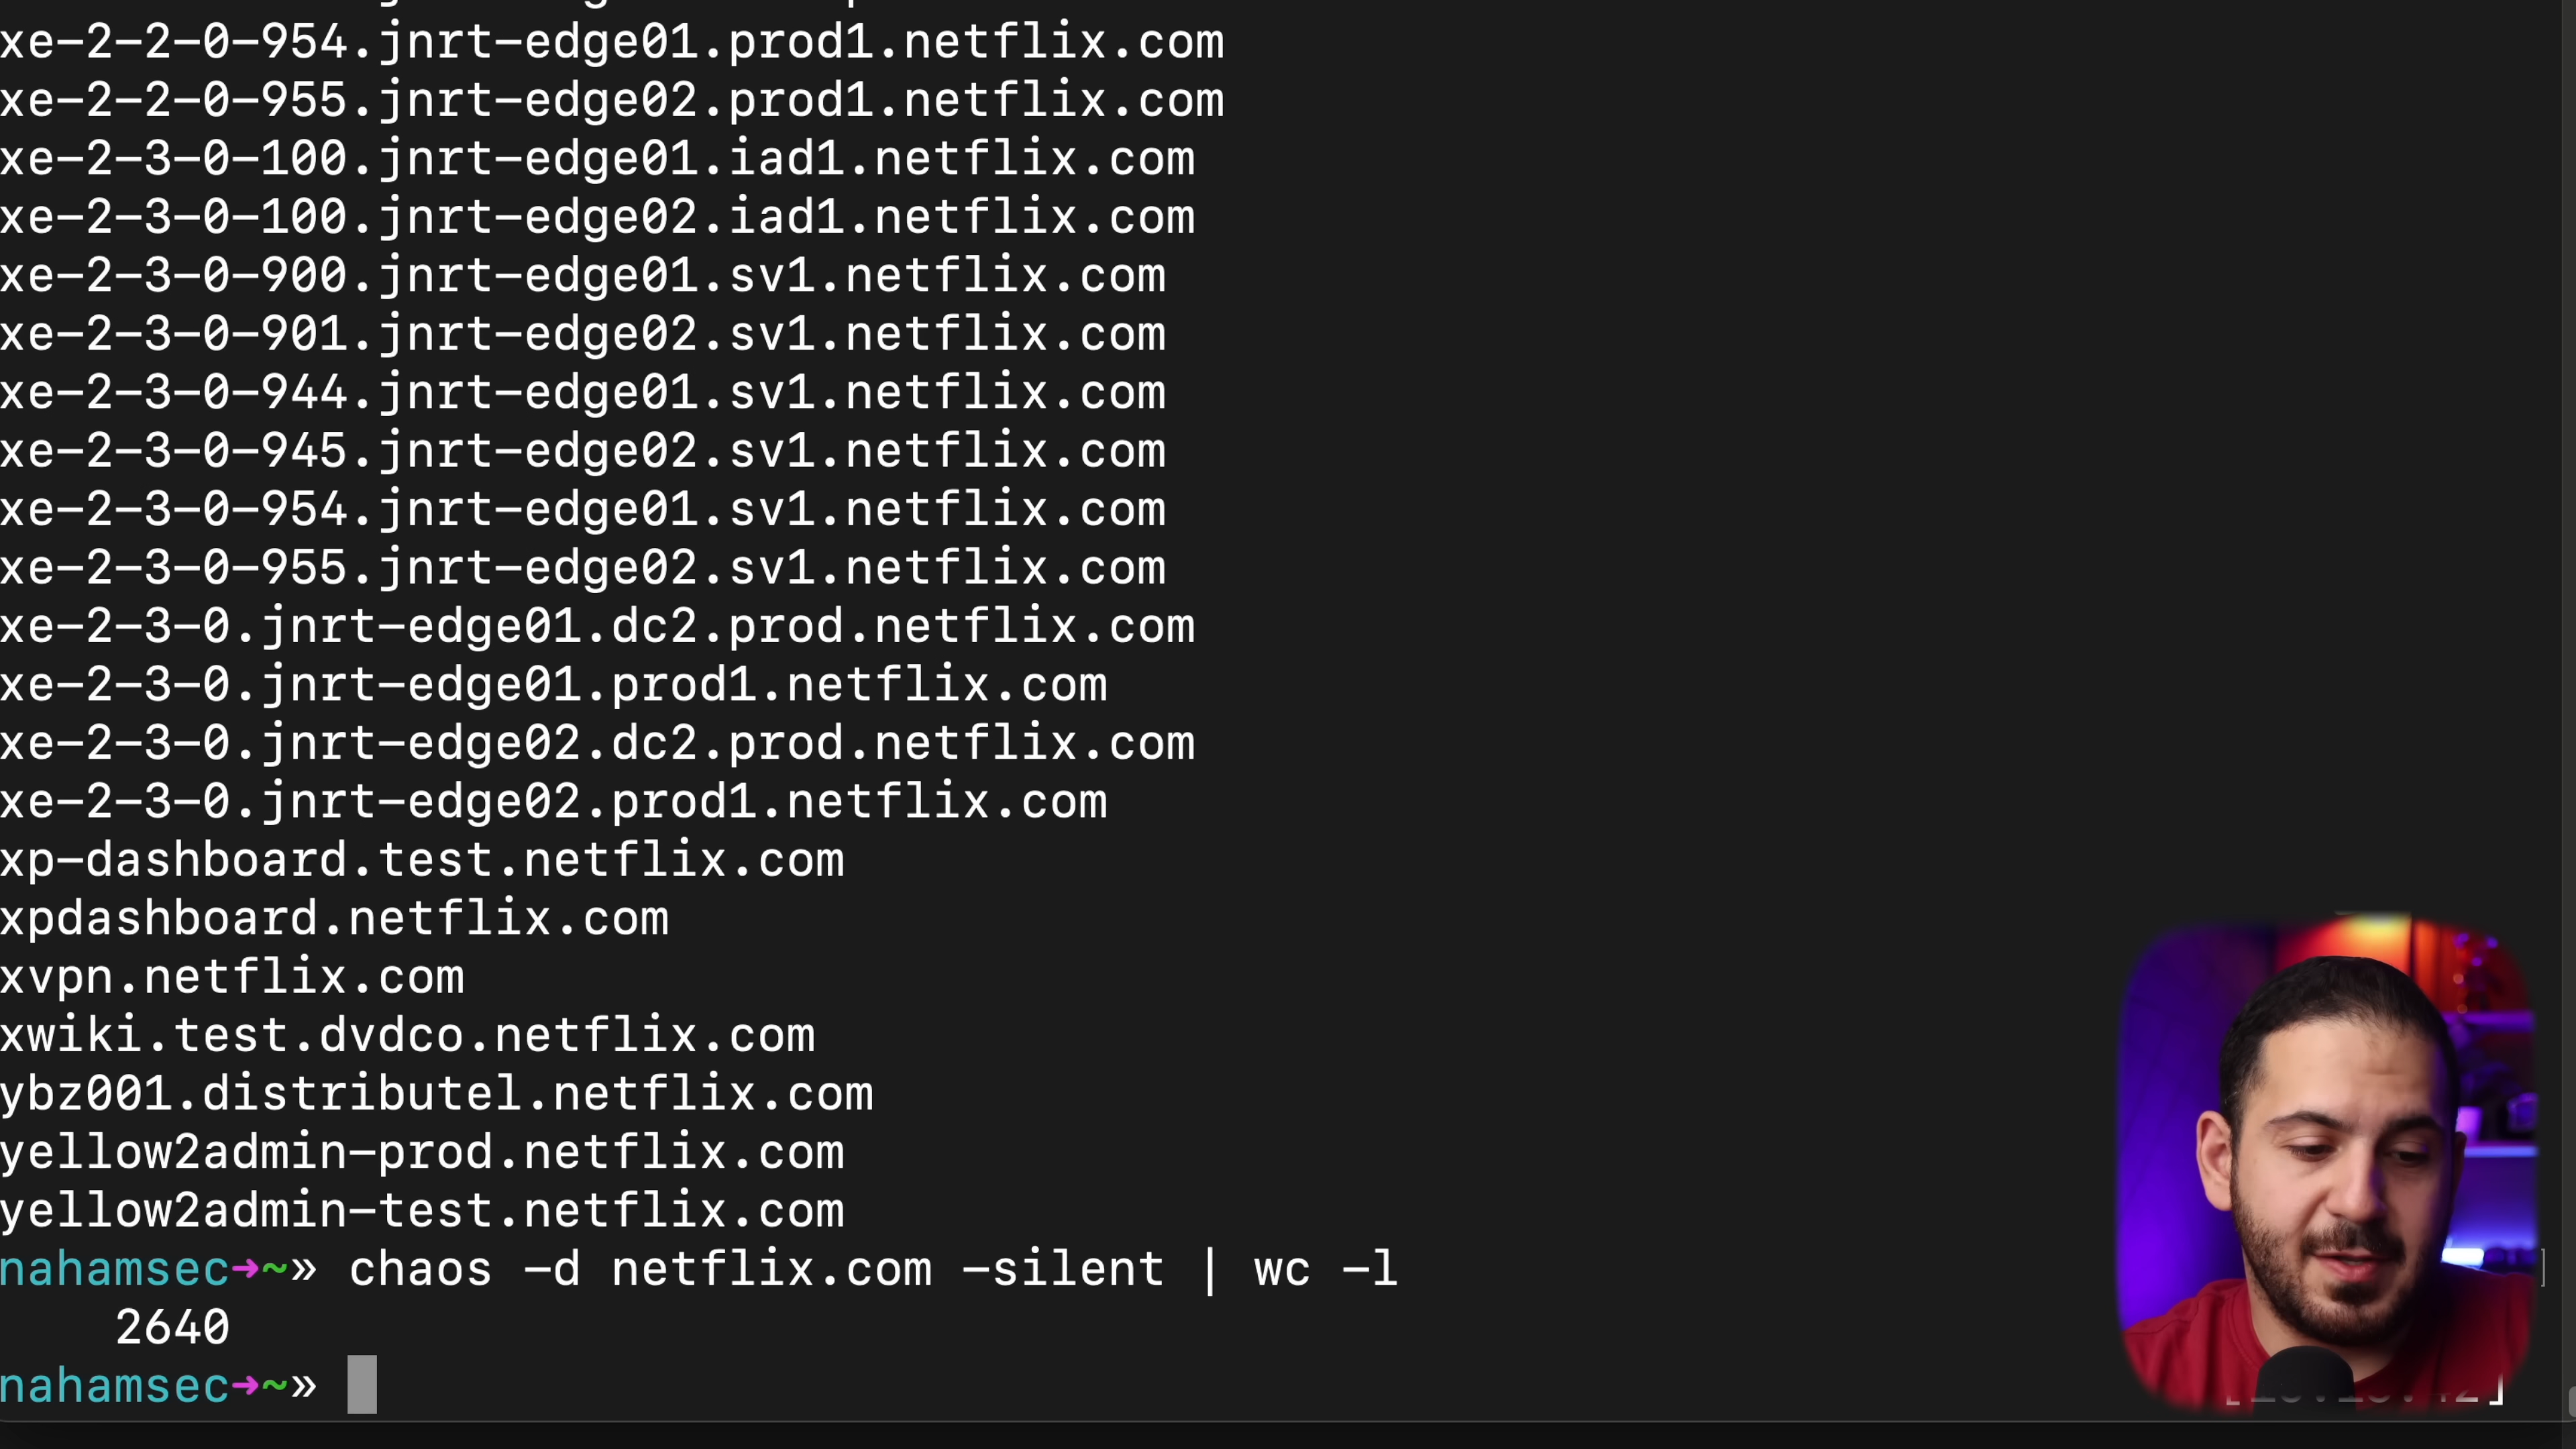 xe-2-2-0-954.jnrt-edge01.prod1.netflix.com
xe-2-2-0-955.jnrt-edge02.prod1.netflix.com
xe-2-3-0-100.jnrt-edge01.iad1.netflix.com
xe-2-3-0-100.jnrt-edge02.iad1.netflix.com
xe-2-3-0-900.jnrt-edge01.sv1.netflix.com
xe-2-3-0-901.jnrt-edge02.sv1.netflix.com
xe-2-3-0-944.jnrt-edge01.sv1.netflix.com
xe-2-3-0-945.jnrt-edge02.sv1.netflix.com
xe-2-3-0-954.jnrt-edge01.sv1.netflix.com
xe-2-3-0-955.jnrt-edge02.sv1.netflix.com
xe-2-3-0.jnrt-edge01.dc2.prod.netflix.com
xe-2-3-0.jnrt-edge01.prod1.netflix.com
xe-2-3-0.jnrt-edge02.dc2.prod.netflix.com
xe-2-3-0.jnrt-edge02.prod1.netflix.com
xp-dashboard.test.netflix.com
xpdashboard.netflix.com
xvpn.netflix.com
xwiki.test.dvdco.netflix.com
ybz001.distributel.netflix.com
yellow2admin-prod.netflix.com
yellow2admin-test.netflix.com
nahamsec→~» chaos -d netflix.com -silent | wc -l
2640
nahamsec→~»